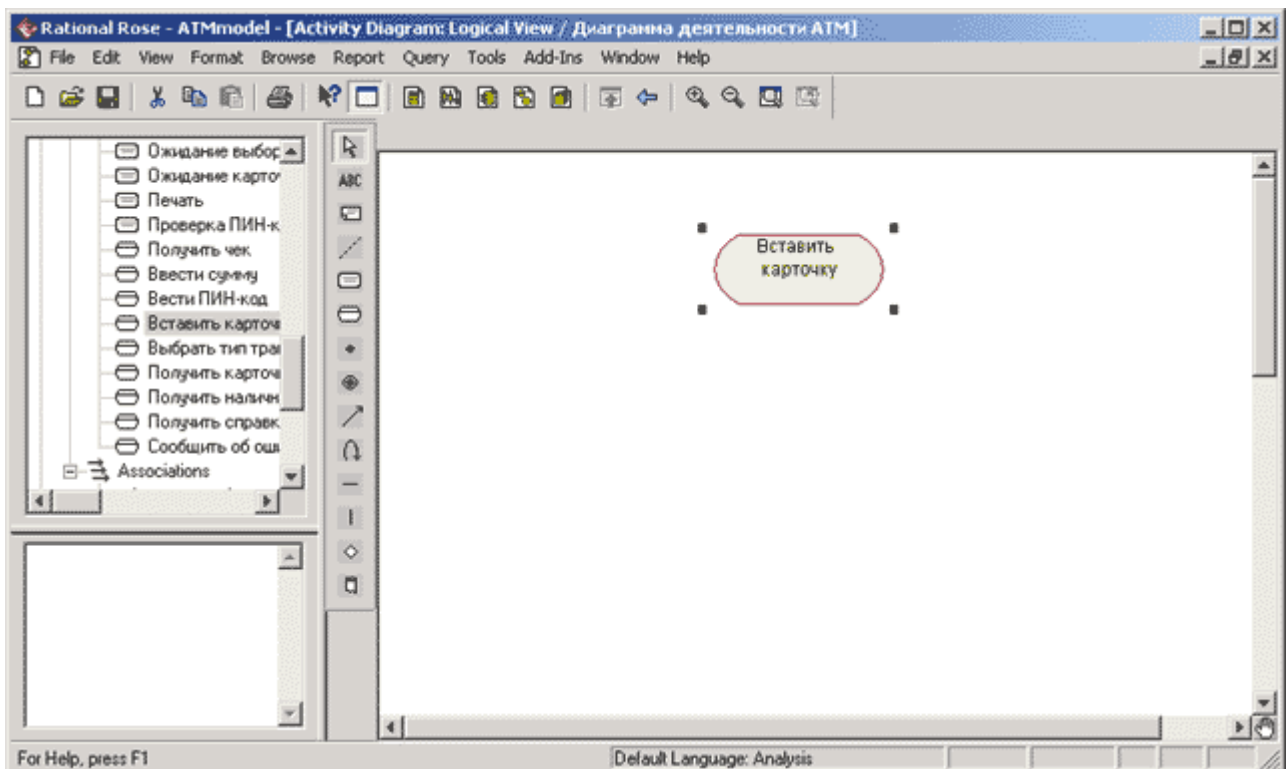 Rational Rose - ATMmodel - [Activity Diagram: Logical View / Диаграмма деятельности ATM]
File Edit View Format Browse Report Query Tools Add-Ins Window Help
Ожидание выбор
Ожидание карто
Печать
Проверка ПИН-к
Получить чек
Ввести сумму
Вести ПИН-код
Вставить карточ
Выбрать тип тра
Получить карточ
Получить наличн
Получить справк
Сообщить об ош
Associations
ABC
Вставить
карточку
For Help, press F1
Default Language: Analysis